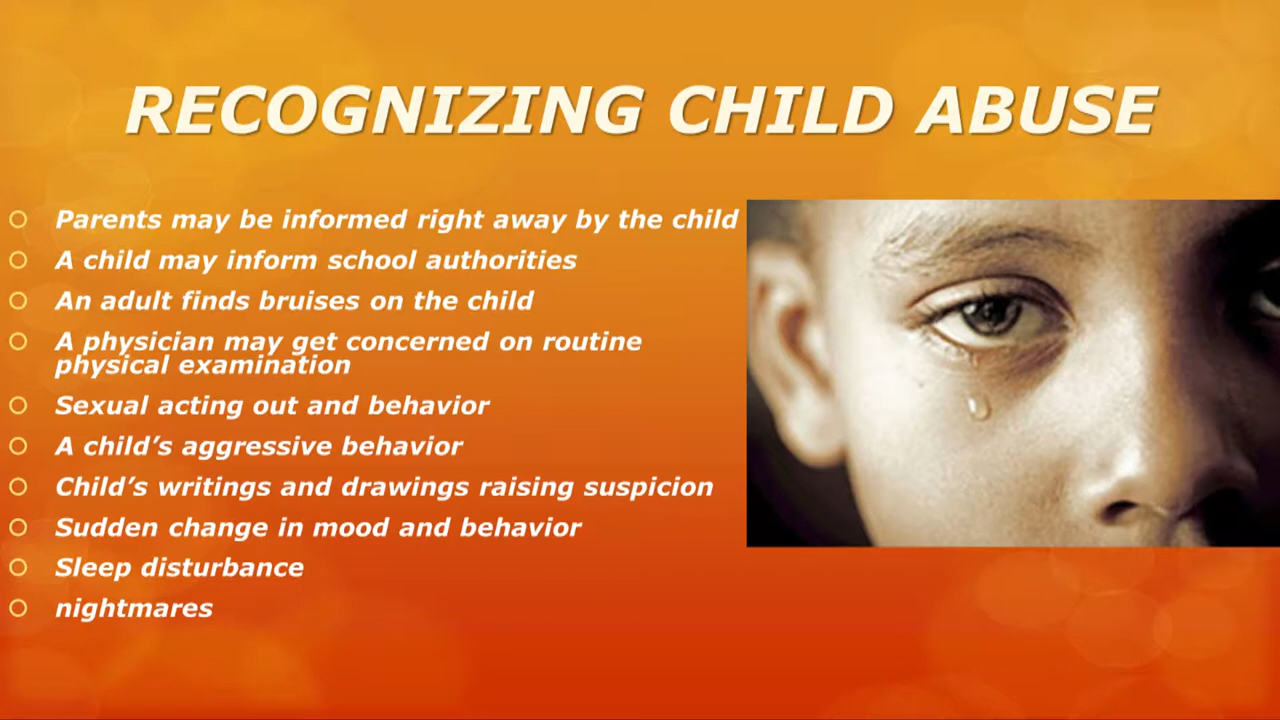 RECOGNIZING CHILD ABUSE
Parents may be informed right away by the child
A child may inform school authorities
An adult finds bruises on the child
A physician may get concerned on routine
physical examination
Sexual acting out and behavior
A child’s aggressive behavior
Child’s writings and drawings raising suspicion
Sudden change in mood and behavior
Sleep disturbance
nightmares